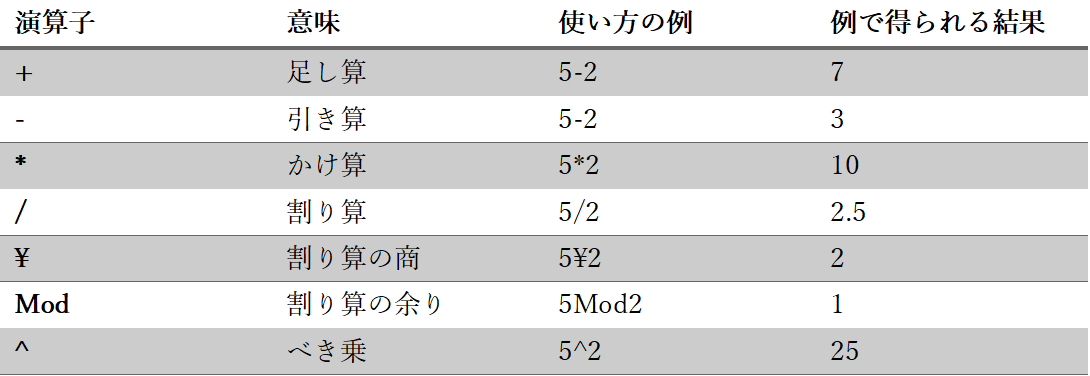 演算子 意味 使い方の例 例で得られる結果
+ 足し算 5-2 7
- 引き算 5-2 3
* かけ算 5*2 10
/ 割り算 5/2 2.5
¥ 割り算の商 5¥2 2
Mod 割り算の余り 5Mod2 1
^ べき乗 5^2 25